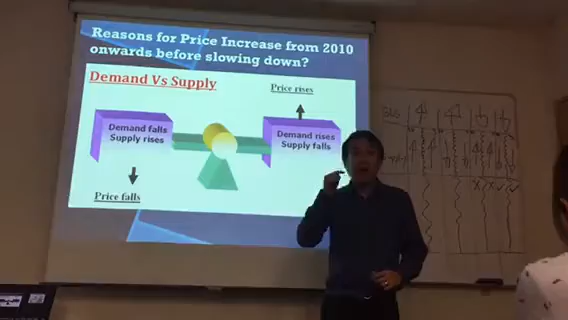 Reasons for Price Increase from 2010
onwards before slowing down?
Demand Vs Supply
Price rises
Demand falls
Supply rises
Demand rises
Supply falls
Price falls